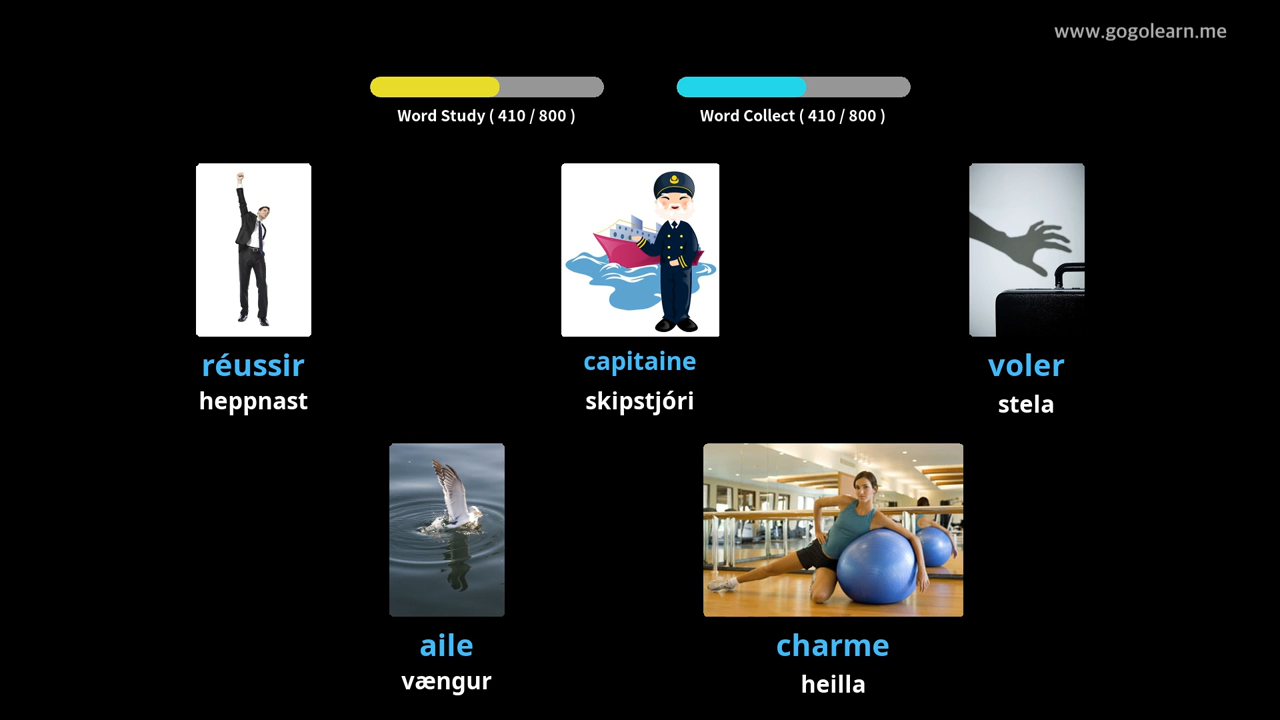 www.gogolearn.me
Word Study ( 410 / 800 )
Word Collect ( 410 / 800 )
réussir
heppnast
capitaine
skipstjóri
voler
stela
aile
vængur
charme
heilla